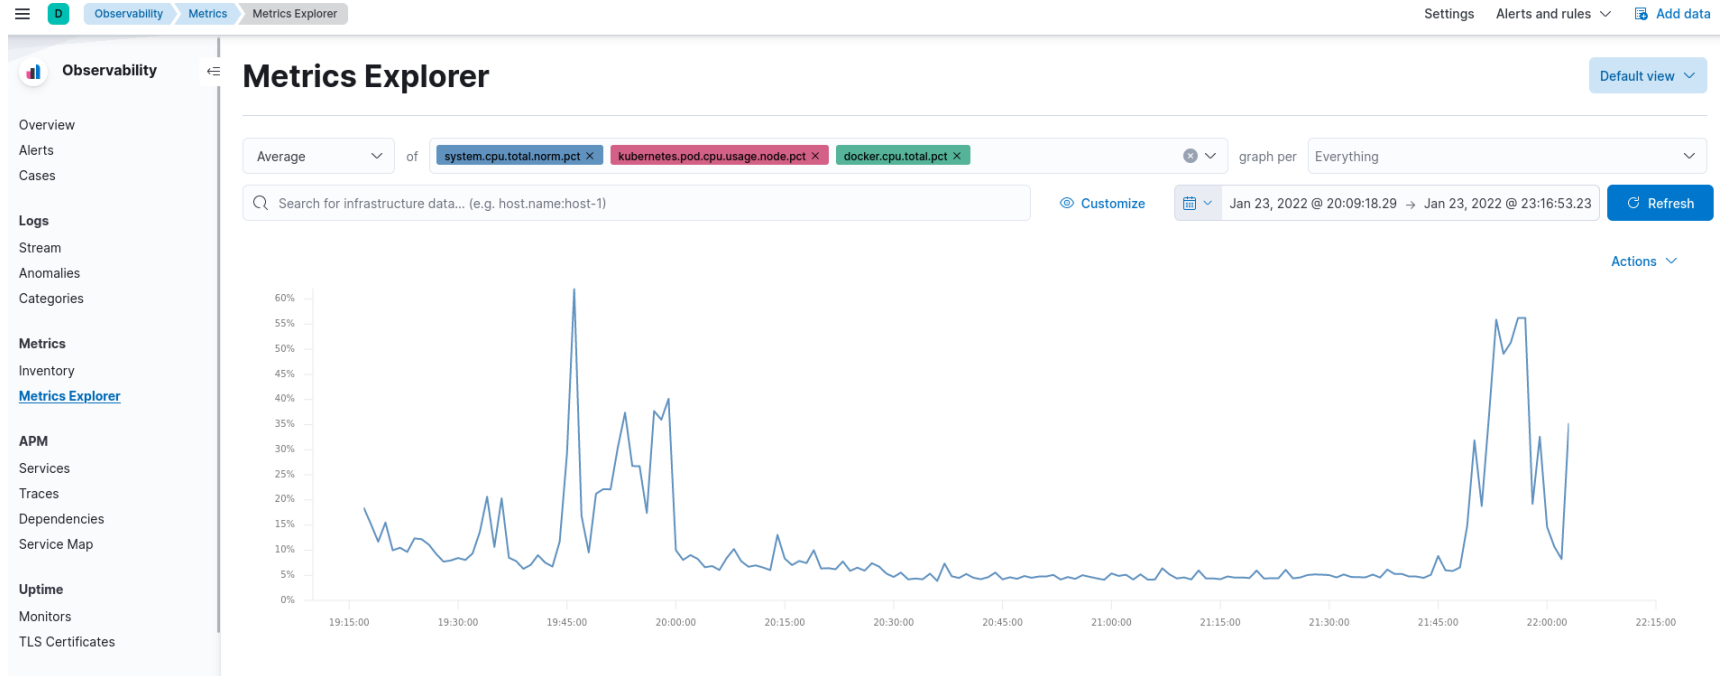 D Observability Metrics Metrics Explorer Settings Alerts and rules Add data
Observability
Overview
Alerts
Cases
Logs
Stream
Anomalies
Categories
Metrics
Inventory
Metrics Explorer
APM
Services
Traces
Dependencies
Service Map
Uptime
Monitors
TLS Certificates
Metrics Explorer Default view
Average of system.cpu.total.norm.pct kubernetes.pod.cpu.usage.node.pct docker.cpu.total.pct graph per Everything
Search for infrastructure data... (e.g. host.name:host-1) Customize Jan 23, 2022 @ 20:09:18.29 → Jan 23, 2022 @ 23:16:53.23 Refresh
Actions
60%
55%
50%
45%
40%
35%
30%
25%
20%
15%
10%
5%
0%
19:15:00 19:30:00 19:45:00 20:00:00 20:15:00 20:30:00 20:45:00 21:00:00 21:15:00 21:30:00 21:45:00 22:00:00 22:15:00